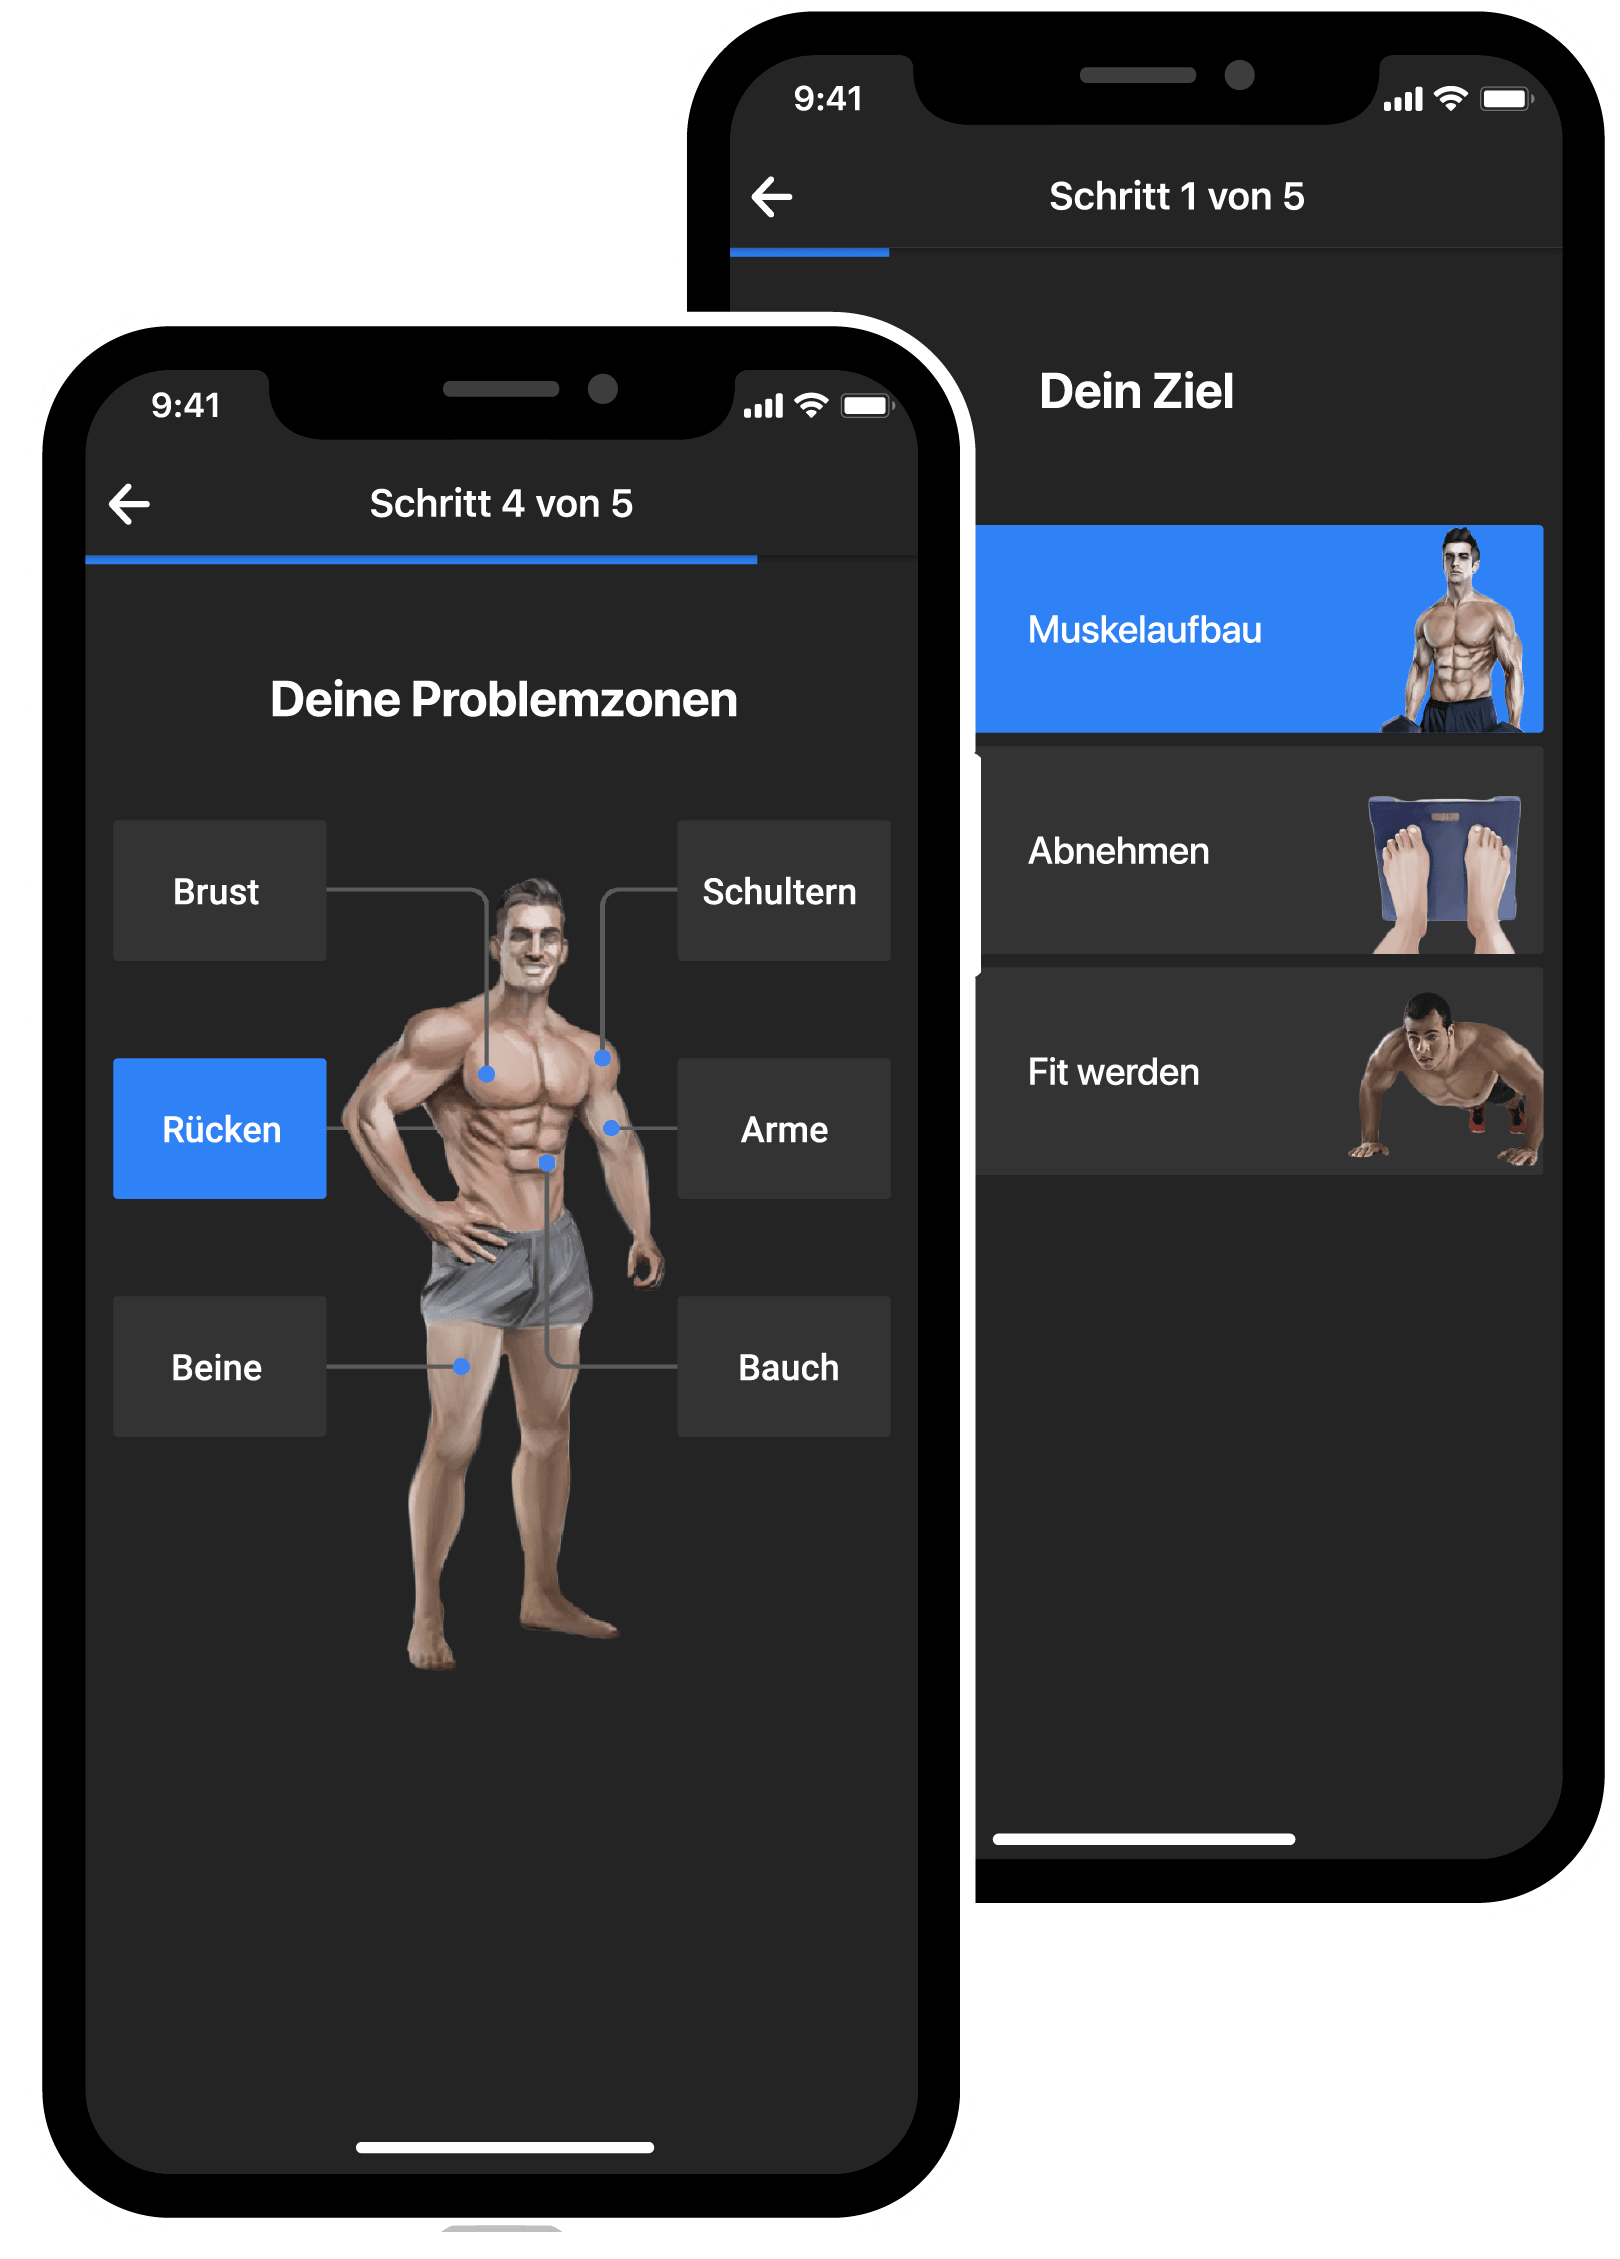 9:41
Schritt 1 von 5
Dein Ziel
Muskelaufbau
Abnehmen
Fit werden
9:41
Schritt 4 von 5
Deine Problemzonen
Brust
Schultern
Rücken
Arme
Beine
Bauch